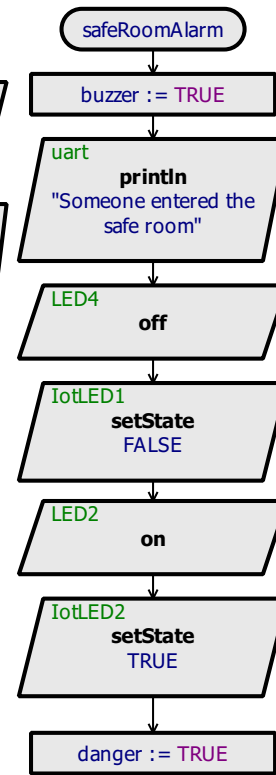 safeRoomAlarm
buzzer := TRUE
uart
println
"Someone entered the
safe room"
LED4
off
IotLED1
setState
FALSE
LED2
on
IotLED2
setState
TRUE
danger := TRUE